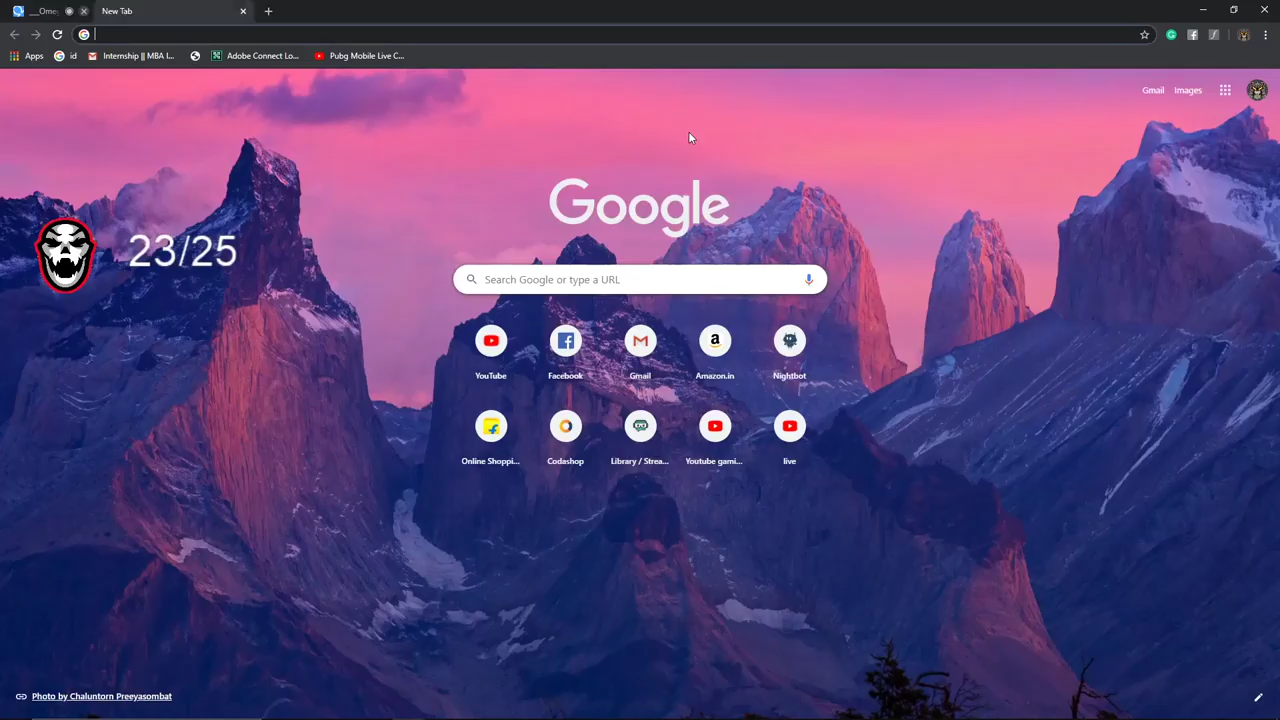 __Ome
New Tab
Apps
id
Internship || MBA I...
Adobe Connect Lo...
Pubg Mobile Live C...
Gmail
Images
Google
23/25
Search Google or type a URL
YouTube
Facebook
Gmail
Amazon.in
Nightbot
Online Shoppi...
Codashop
Library / Strea...
Youtube gami...
live
Photo by Chaluntorn Preeyasombat